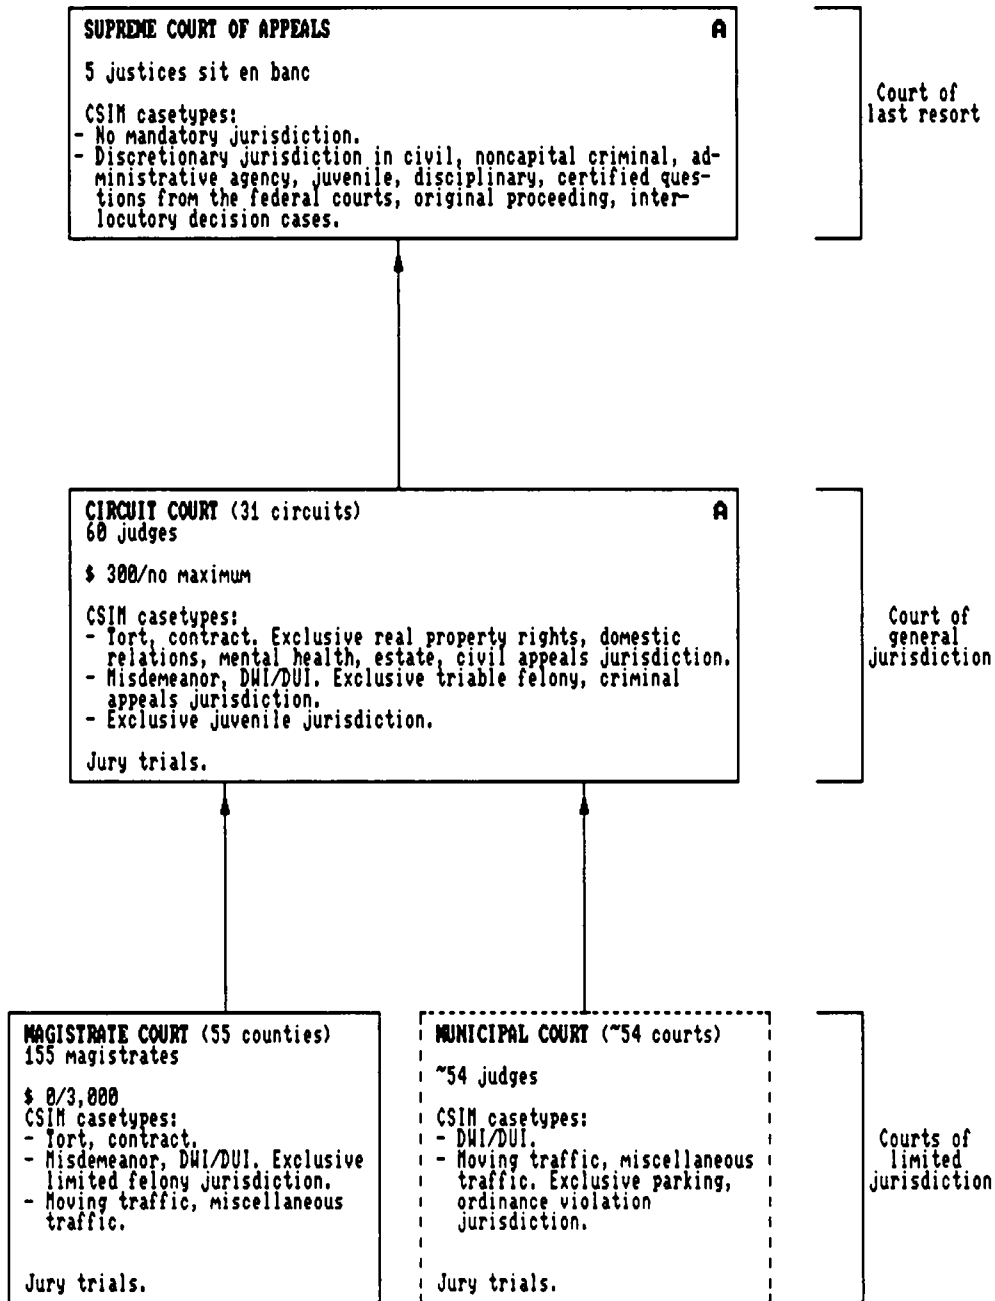 SUPREME COURT OF APPEALS A
5 justices sit en banc
CSIM casetypes:
- No mandatory jurisdiction.
- Discretionary jurisdiction in civil, noncapital criminal, ad-
ministrative agency, juvenile, disciplinary, certified ques-
tions from the federal courts, original proceeding, inter-
locutory decision cases.
Court of
last resort
CIRCUIT COURT (31 circuits) A
60 judges
$ 300/no maximum
CSIM casetypes:
- Tort, contract. Exclusive real property rights, domestic
relations, mental health, estate, civil appeals jurisdiction.
- Misdemeanor, DWI/DUI. Exclusive triable felony, criminal
appeals jurisdiction.
- Exclusive juvenile jurisdiction.
Jury trials.
Court of
general
jurisdiction
MAGISTRATE COURT (55 counties)
155 magistrates
$ 0/3,000
CSIM casetypes:
- Tort, contract.
- Misdemeanor, DWI/DUI. Exclusive
limited felony jurisdiction.
- Moving traffic, miscellaneous
traffic.
Jury trials.
MUNICIPAL COURT (~54 courts)
~54 judges
CSIM casetypes:
- DWI/DUI.
- Moving traffic, miscellaneous
traffic. Exclusive parking,
ordinance violation
jurisdiction.
Jury trials.
Courts of
limited
jurisdiction